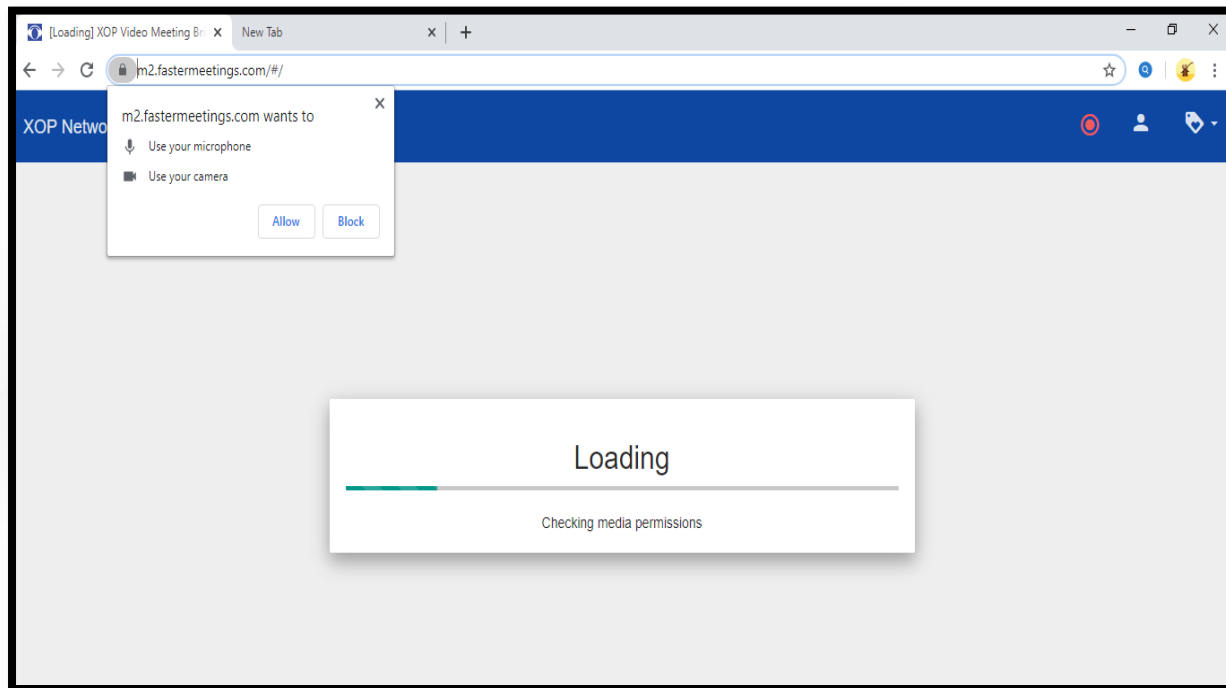 [Loading] XOP Video Meeting Bri
New Tab
m2.fastermeetings.com/#/
XOP Netwo
m2.fastermeetings.com wants to
Use your microphone
Use your camera
Allow
Block
Loading
Checking media permissions